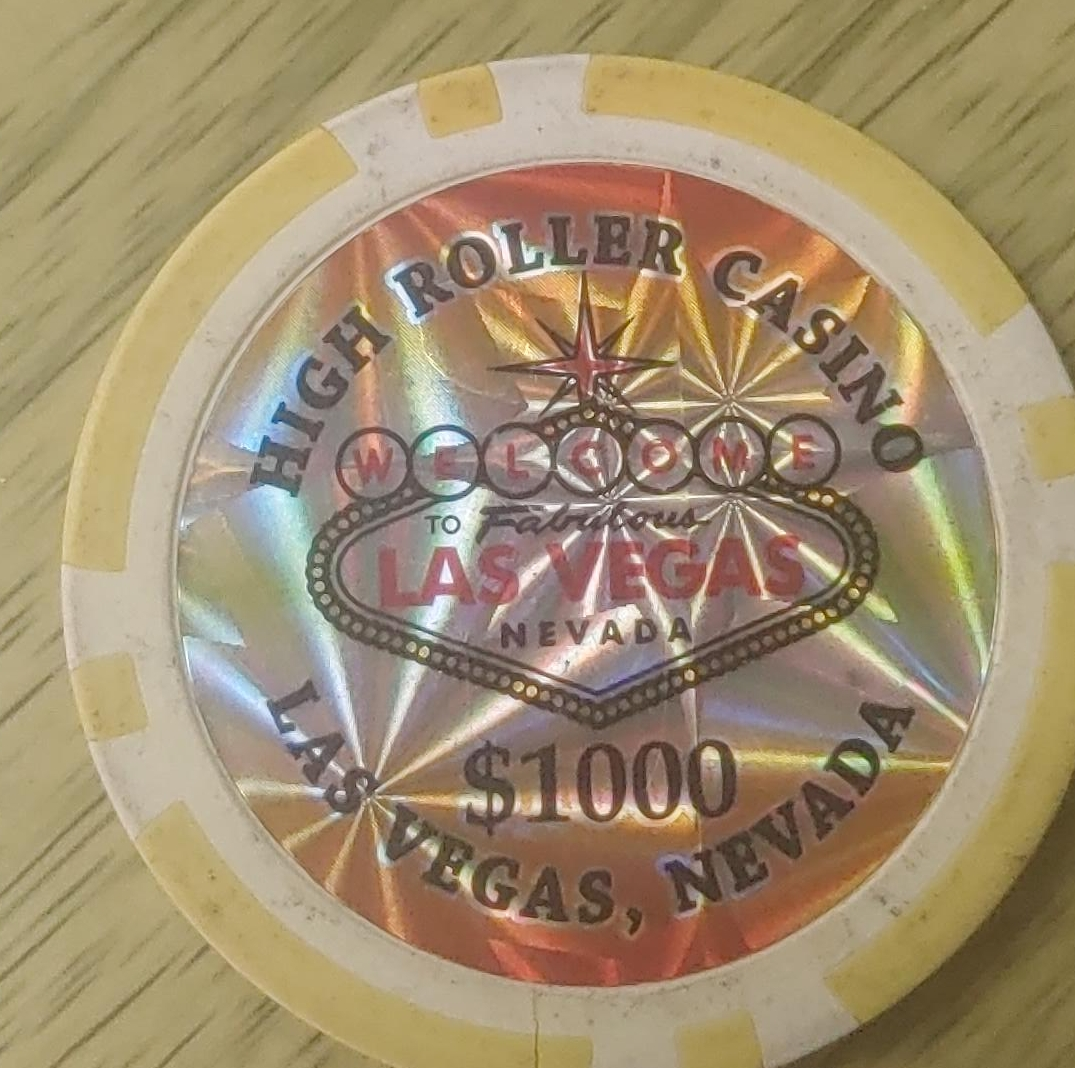 HIGH ROLLER CASINO
WELCOME
TO Fabulous
LAS VEGAS
NEVADA
$1000
LAS VEGAS, NEVADA